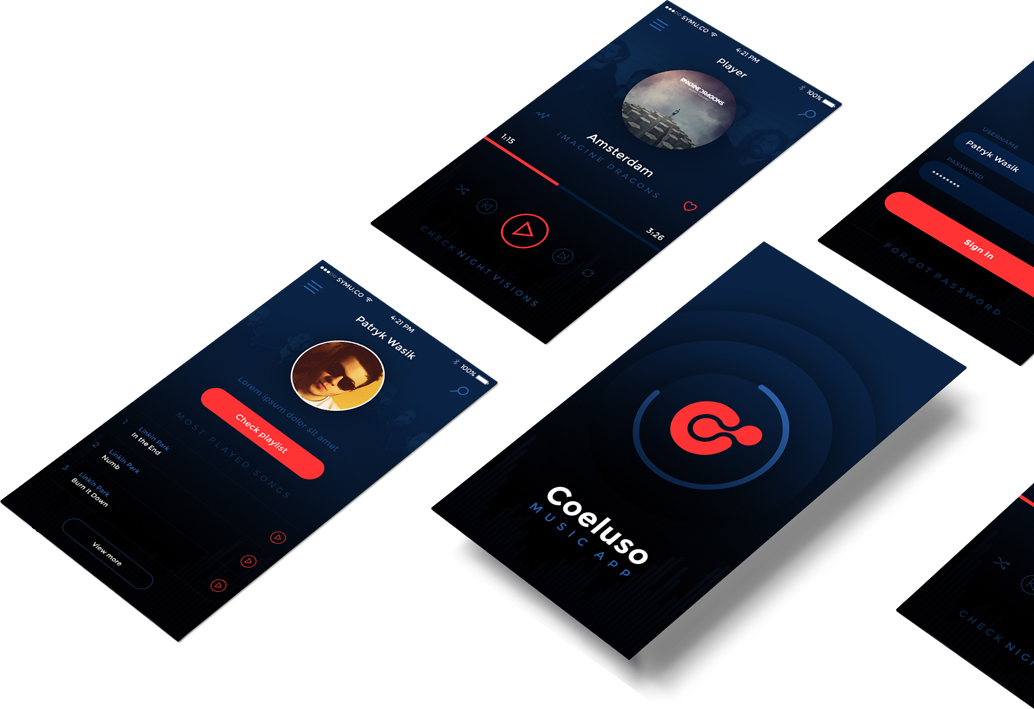 SYMU.CO
4:21 PM
100%
Player
IMAGINE DRAGONS
Amsterdam
IMAGINE DRAGONS
1:15
3:26
CHECK NIGHT VISIONS
USERNAME
Patryk Wasik
PASSWORD
••••••••
Sign In
FORGOT PASSWORD
SYMU.CO
4:21 PM
100%
Patryk Wasik
Lorem ipsum dolor sit amet
Check playlist
MOST PLAYED SONGS
1
Linkin Park
In the End
2
Linkin Park
Numb
3
Linkin Park
Burn It Down
View more
Coeluso
MUSIC APP
CHECK NIG